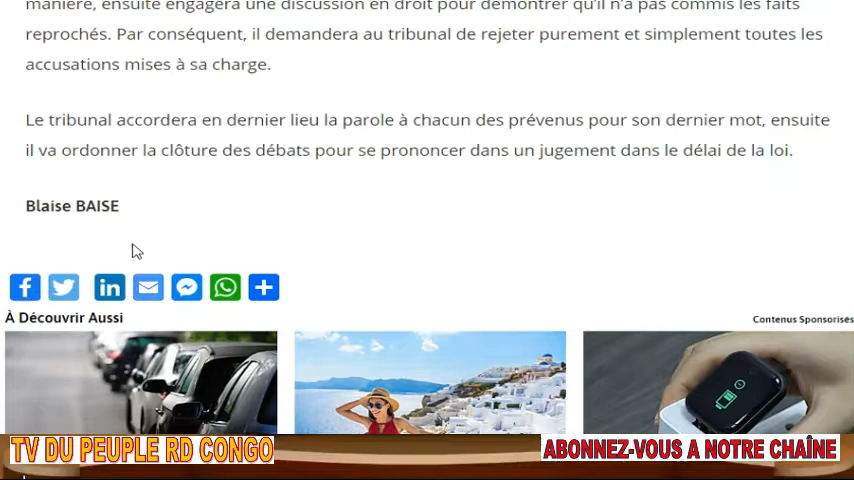 manière, ensuite engagera une discussion en droit pour démontrer qu'il n'a pas commis les faits
reprochés. Par conséquent, il demandera au tribunal de rejeter purement et simplement toutes les
accusations mises à sa charge.
Le tribunal accordera en dernier lieu la parole à chacun des prévenus pour son dernier mot, ensuite
il va ordonner la clôture des débats pour se prononcer dans un jugement dans le délai de la loi.
Blaise BAISE
À Découvrir Aussi
Contenus Sponsorisés
TV DU PEUPLE RD CONGO
ABONNEZ-VOUS A NOTRE CHAÎNE